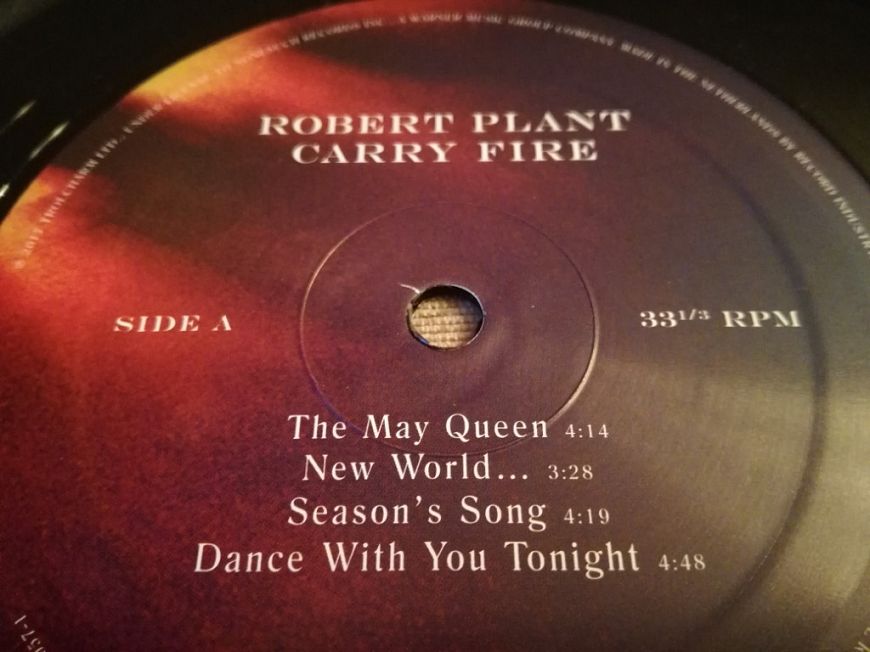 ROBERT PLANT
CARRY FIRE
SIDE A
33 1/3 RPM
The May Queen 4:14
New World... 3:28
Season's Song 4:19
Dance With You Tonight 4:48